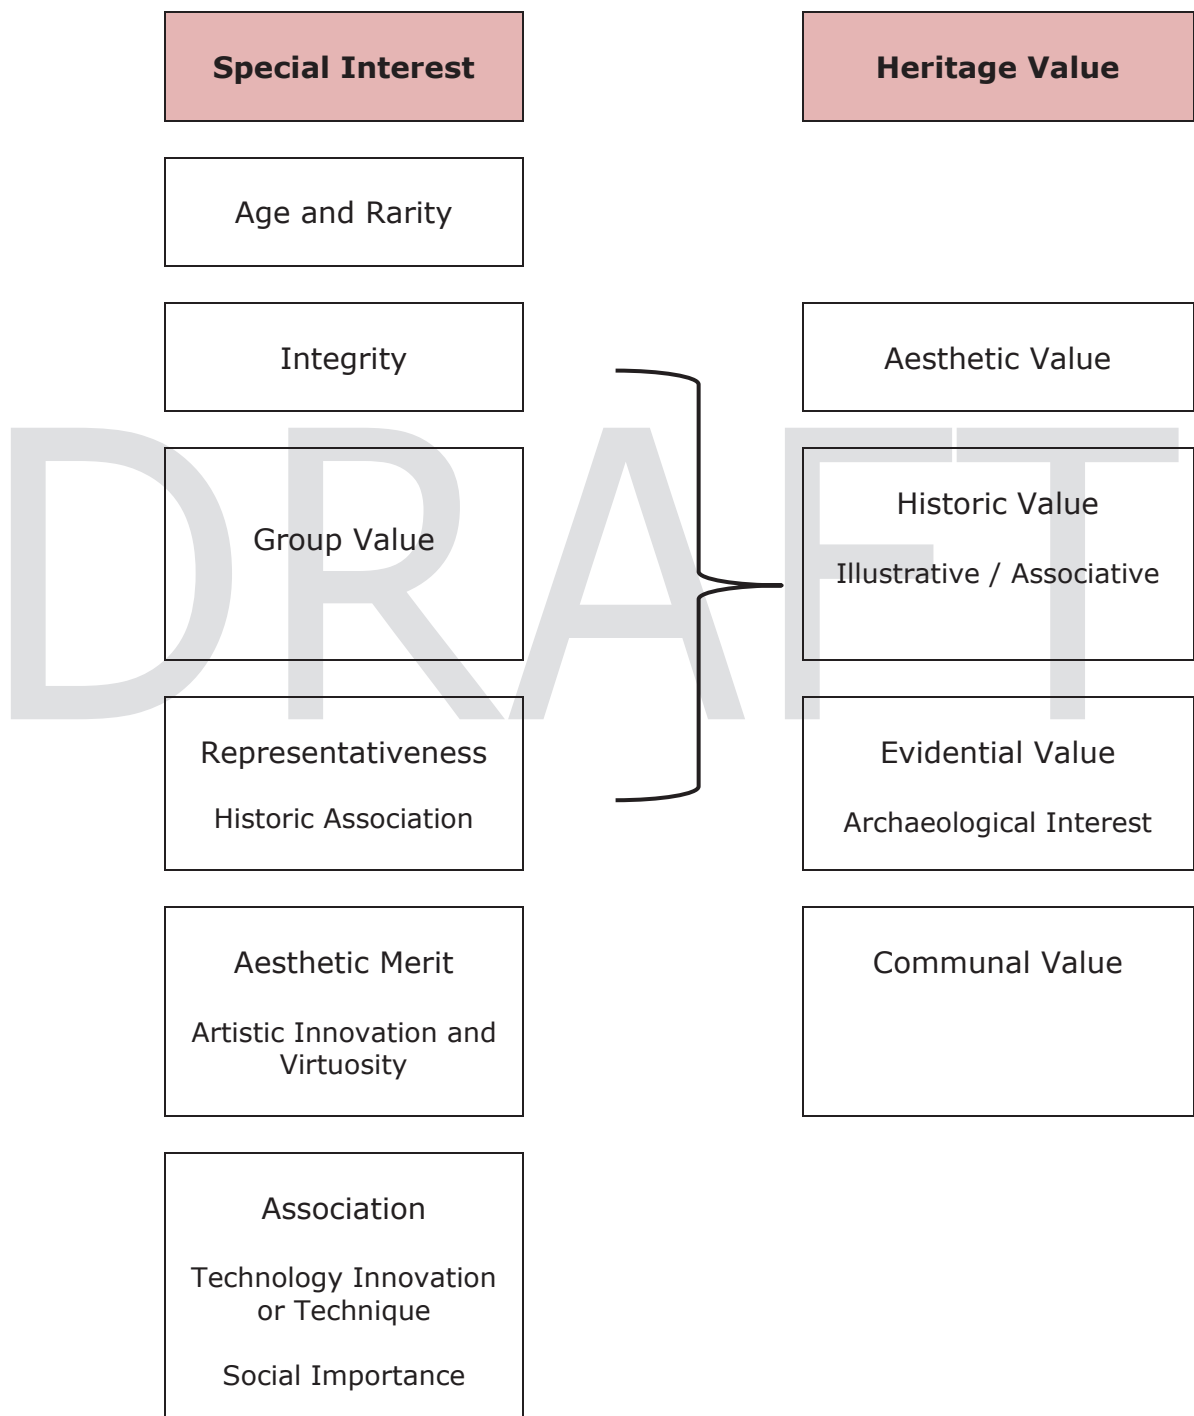 Special Interest
Heritage Value
Age and Rarity
Integrity
Aesthetic Value
Group Value
Historic Value
Illustrative / Associative
Representativeness
Historic Association
Evidential Value
Archaeological Interest
Aesthetic Merit
Artistic Innovation and
Virtuosity
Communal Value
Association
Technology Innovation
or Technique
Social Importance
DRAFT